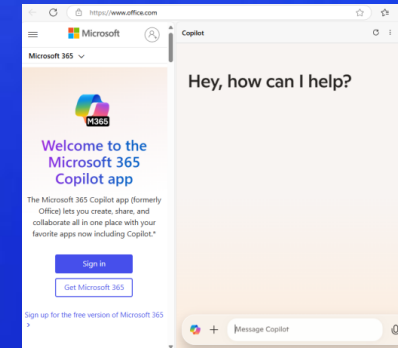 https://www.office.com
Microsoft
Microsoft 365
M365
Welcome to the
Microsoft 365
Copilot app
The Microsoft 365 Copilot app (formerly
Office) lets you create, share, and
collaborate all in one place with your
favorite apps now including Copilot.*
Sign in
Get Microsoft 365
Sign up for the free version of Microsoft 365
Copilot
Hey, how can I help?
Message Copilot